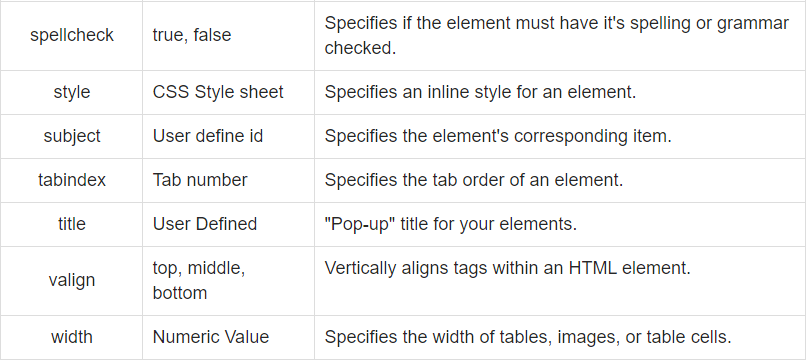 spellcheck true, false Specifies if the element must have it's spelling or grammar
checked.
style CSS Style sheet Specifies an inline style for an element.
subject User define id Specifies the element's corresponding item.
tabindex Tab number Specifies the tab order of an element.
title User Defined "Pop-up" title for your elements.
valign top, middle,
bottom Vertically aligns tags within an HTML element.
width Numeric Value Specifies the width of tables, images, or table cells.